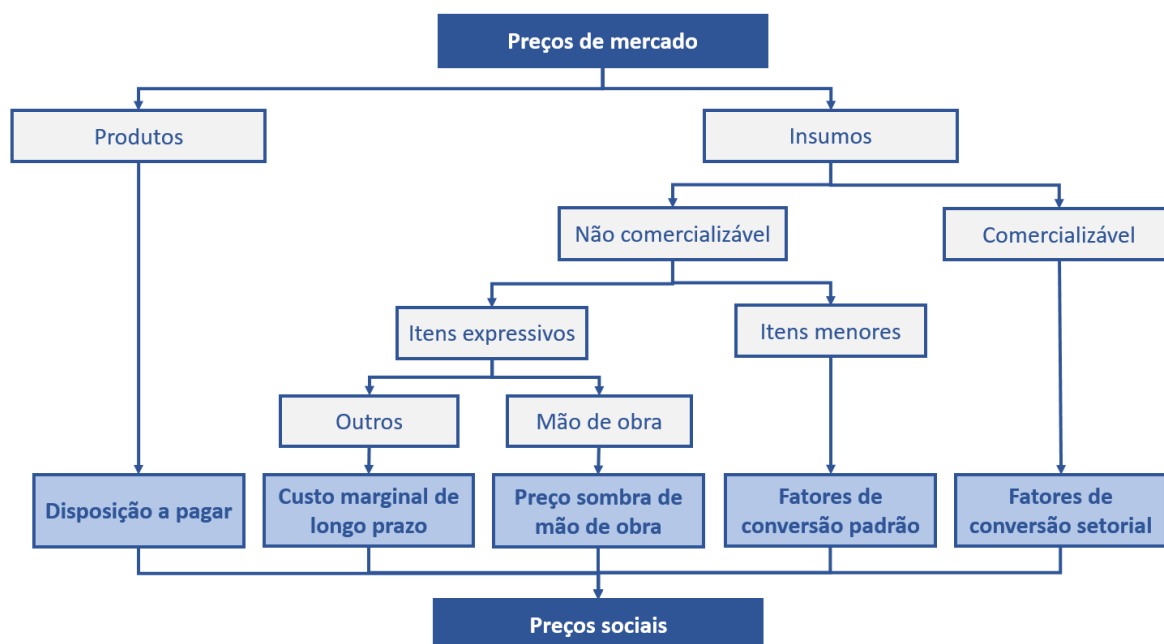 Preços de mercado
Produtos
Insumos
Não comercializável
Comercializável
Itens expressivos
Itens menores
Outros
Mão de obra
Disposição a pagar
Custo marginal de
longo prazo
Preço sombra de
mão de obra
Fatores de
conversão padrão
Fatores de
conversão setorial
Preços sociais